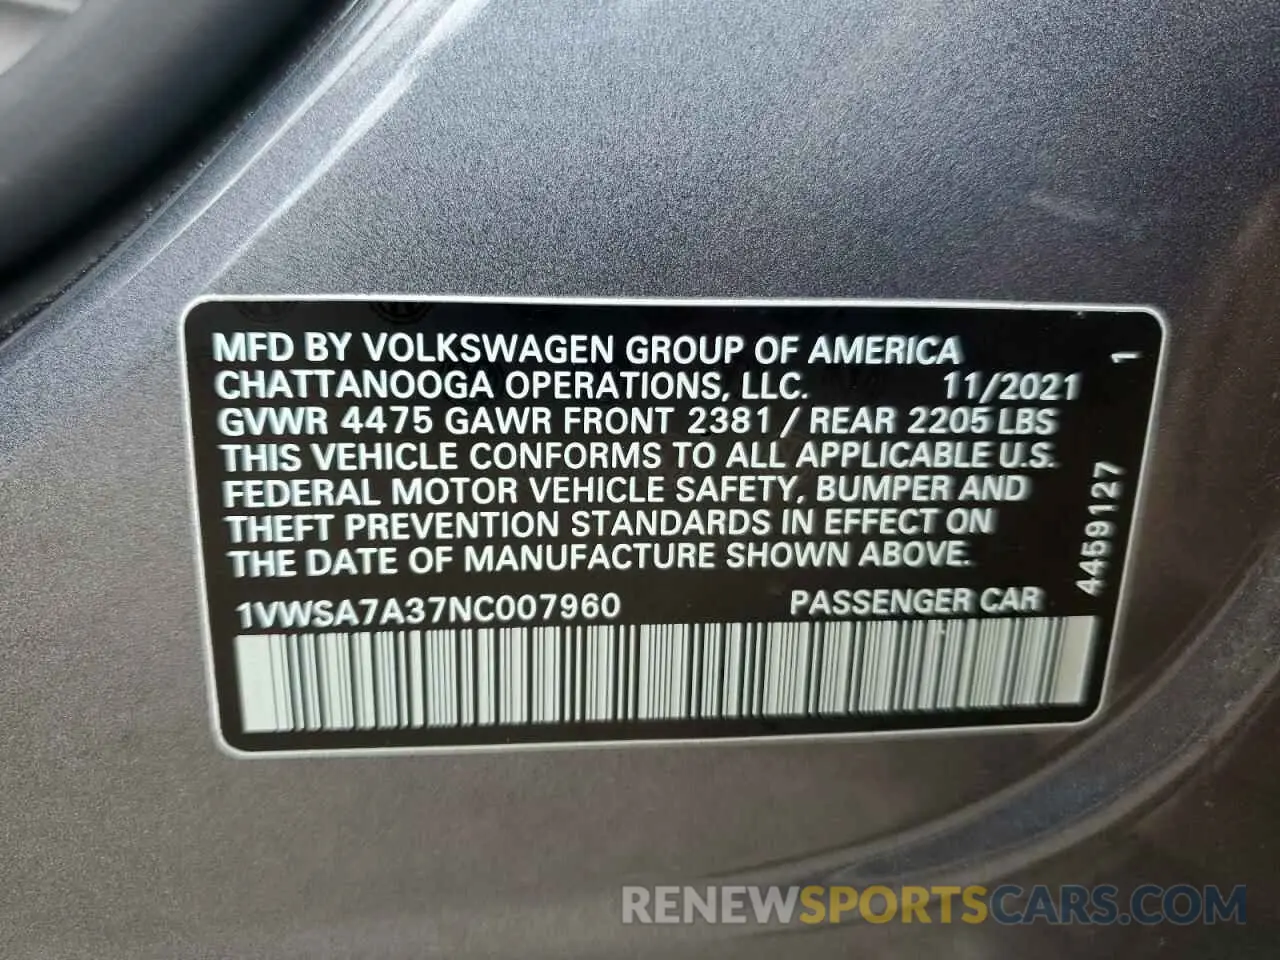 MFD BY VOLKSWAGEN GROUP OF AMERICA 1
CHATTANOOGA OPERATIONS, LLC. 11/2021
GVWR 4475 GAWR FRONT 2381 / REAR 2205 LBS
THIS VEHICLE CONFORMS TO ALL APPLICABLE U.S.
FEDERAL MOTOR VEHICLE SAFETY, BUMPER AND
THEFT PREVENTION STANDARDS IN EFFECT ON
THE DATE OF MANUFACTURE SHOWN ABOVE.
1VWSA7A37NC007960 PASSENGER CAR
4459127
RENEWSPORTSCARS.COM